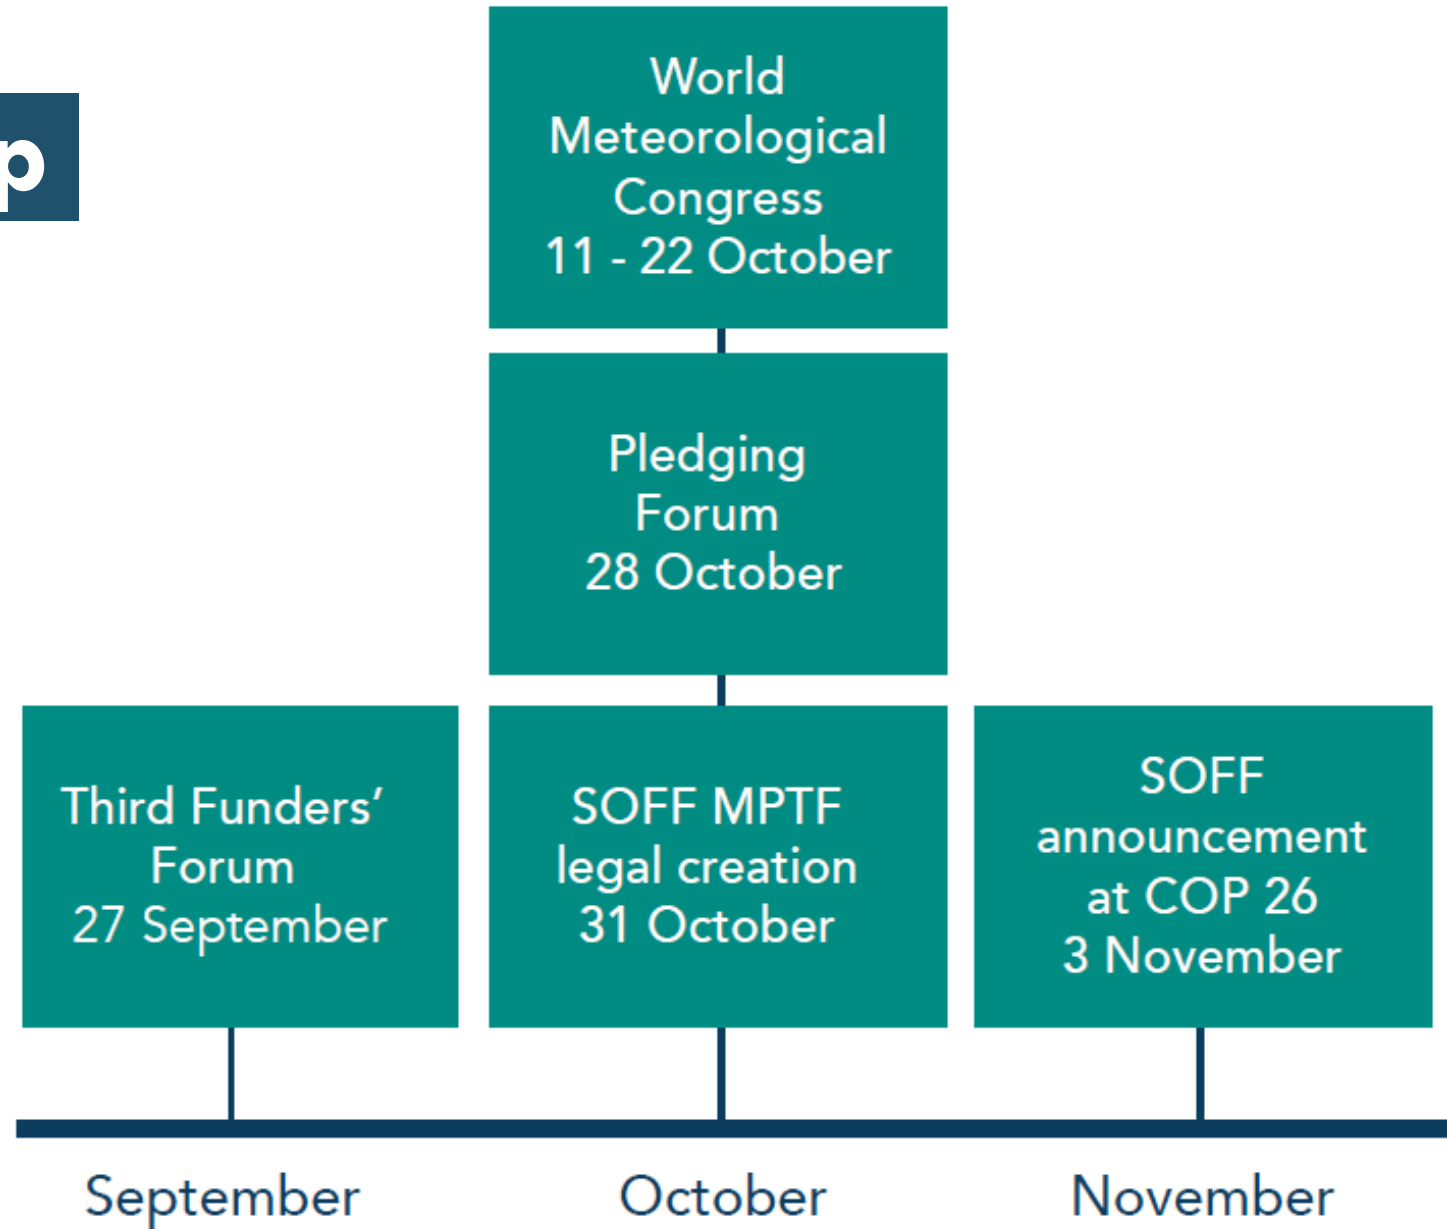 p
World
Meteorological
Congress
11 - 22 October
Pledging
Forum
28 October
Third Funders’
Forum
27 September
SOFF MPTF
legal creation
31 October
SOFF
announcement
at COP 26
3 November
September
October
November